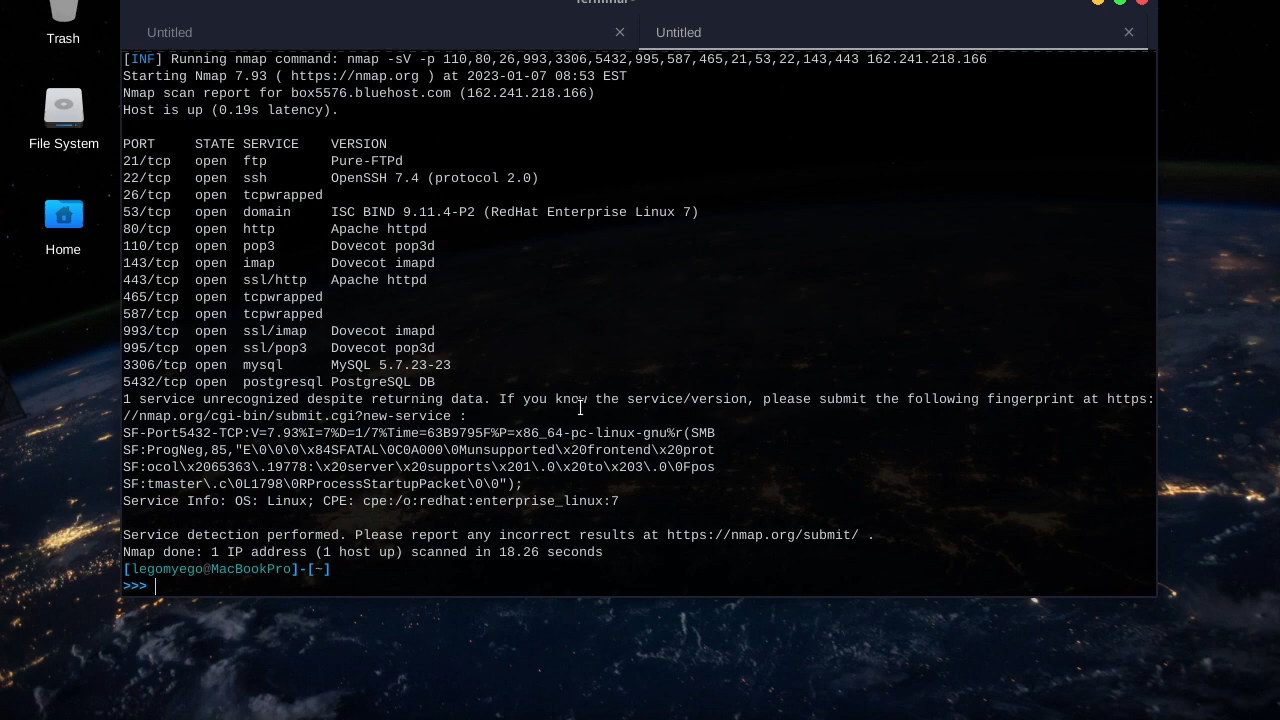 Trash
File System
Home
Untitled
Untitled
[INF] Running nmap command: nmap -sV -p 110,80,26,993,3306,5432,995,587,465,21,53,22,143,443 162.241.218.166
Starting Nmap 7.93 ( https://nmap.org ) at 2023-01-07 08:53 EST
Nmap scan report for box5576.bluehost.com (162.241.218.166)
Host is up (0.19s latency).
PORT STATE SERVICE VERSION
21/tcp open ftp Pure-FTPd
22/tcp open ssh OpenSSH 7.4 (protocol 2.0)
26/tcp open tcpwrapped
53/tcp open domain ISC BIND 9.11.4-P2 (RedHat Enterprise Linux 7)
80/tcp open http Apache httpd
110/tcp open pop3 Dovecot pop3d
143/tcp open imap Dovecot imapd
443/tcp open ssl/http Apache httpd
465/tcp open tcpwrapped
587/tcp open tcpwrapped
993/tcp open ssl/imap Dovecot imapd
995/tcp open ssl/pop3 Dovecot pop3d
3306/tcp open mysql MySQL 5.7.23-23
5432/tcp open postgresql PostgreSQL DB
1 service unrecognized despite returning data. If you know the service/version, please submit the following fingerprint at https:
//nmap.org/cgi-bin/submit.cgi?new-service :
SF-Port5432-TCP:V=7.93%I=7%D=1/7%Time=63B9795F%P=x86_64-pc-linux-gnu%r(SMB
SF:ProgNeg,85,"E\0\0\0\x84SFATAL\0C0A000\0Munsupported\x20frontend\x20prot
SF:ocol\x2065363\.19778:\x20server\x20supports\x201\.0\x20to\x203\.0\0Fpos
SF:tmaster\.c\0L1798\0RProcessStartupPacket\0\0");
Service Info: OS: Linux; CPE: cpe:/o:redhat:enterprise_linux:7
Service detection performed. Please report any incorrect results at https://nmap.org/submit/ .
Nmap done: 1 IP address (1 host up) scanned in 18.26 seconds
[legomyego@MacBookPro]-[~]
>>>